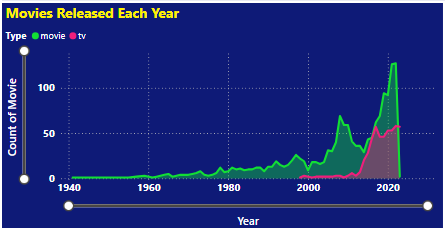 Movies Released Each Year
Type movie tv
Count of Movie
100
50
0
1940 1960 1980 2000 2020
Year